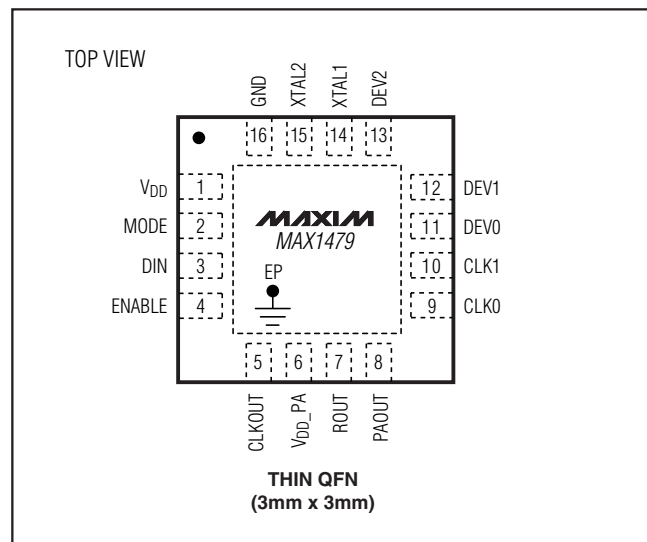 TOP VIEW
GND
XTAL2
XTAL1
DEV2
16
15
14
13
VDD
1
MODE
2
DIN
3
ENABLE
4
MAXIM
MAX1479
EP
12
DEV1
11
DEV0
10
CLK1
9
CLK0
5
6
7
8
CLKOUT
VDD_PA
ROUT
PAOUT
THIN QFN
(3mm x 3mm)